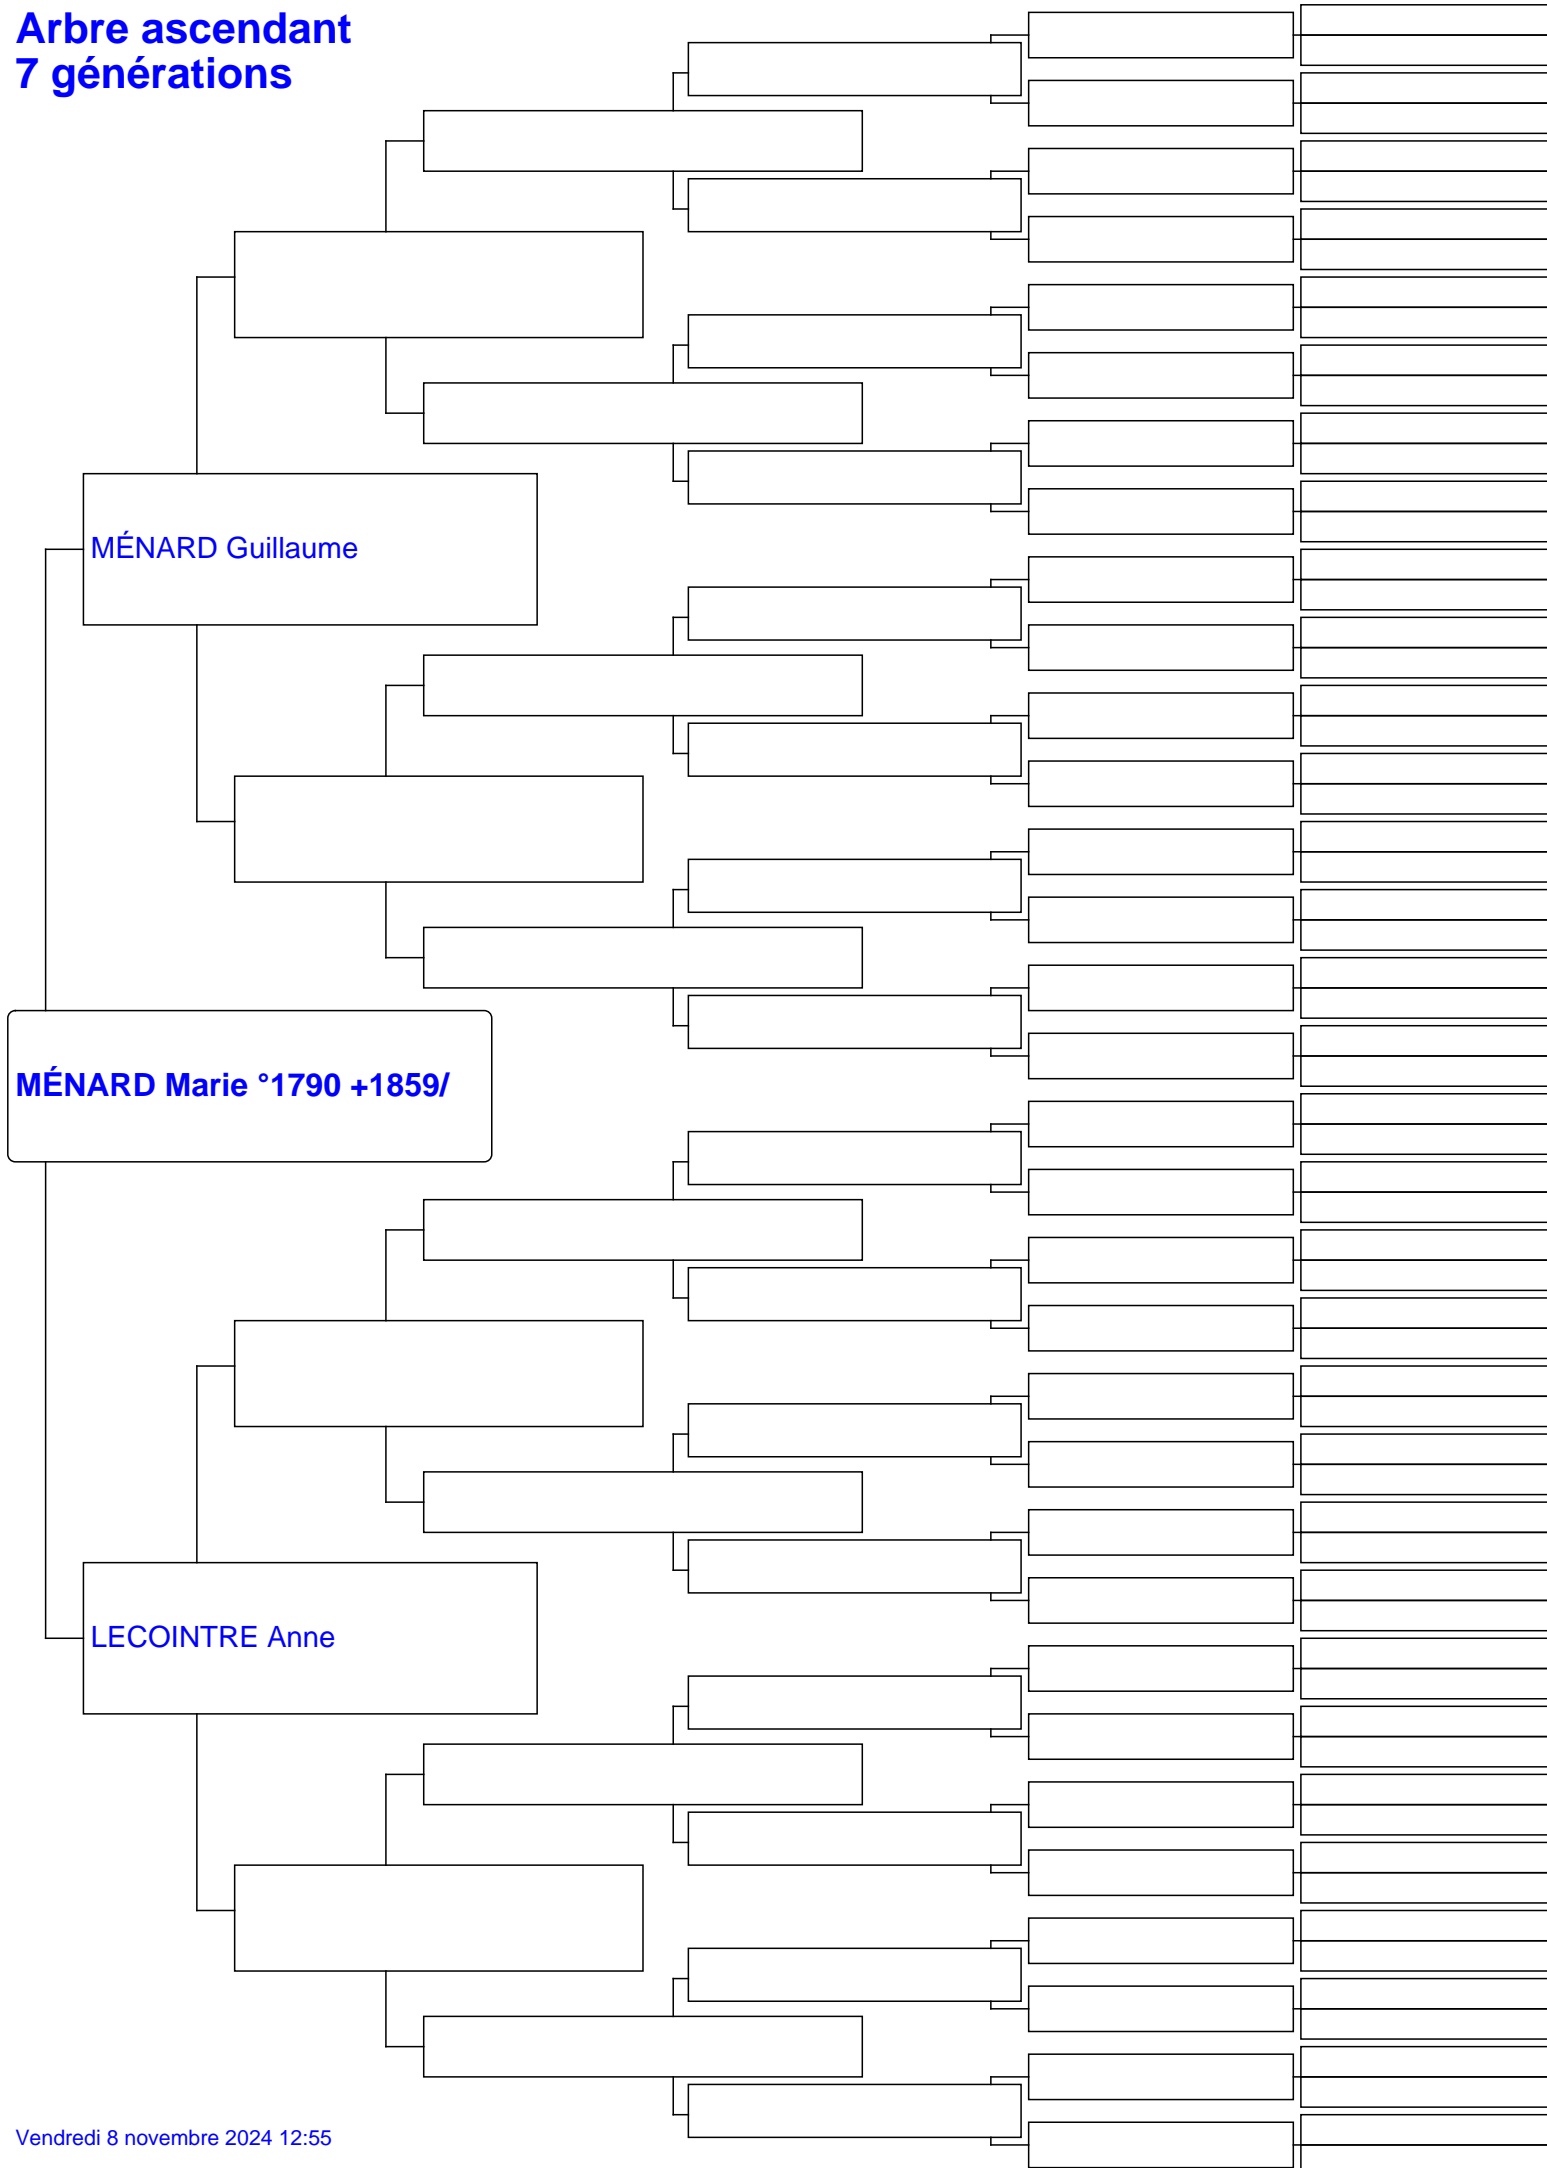 Arbre ascendant
7 générations
MÉNARD Guillaume
MÉNARD Marie °1790 +1859/
LECOINTRE Anne
Vendredi 8 novembre 2024 12:55